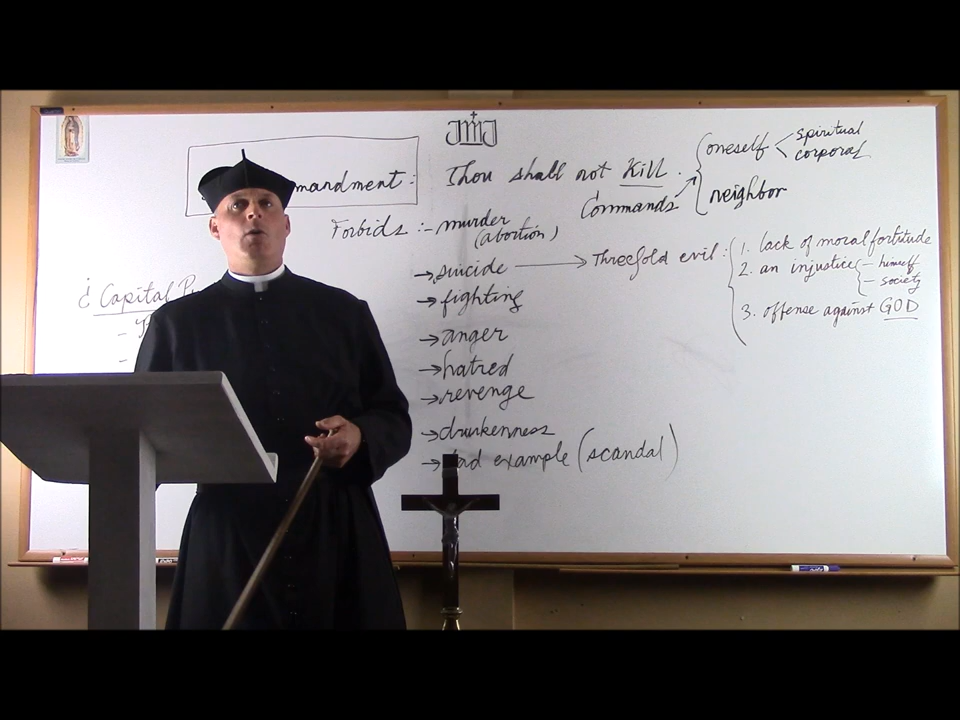 JMJ
mandment:
Thou shall not Kill.
Commands
oneself
spiritual
corporal
neighbor
Forbids :- murder
(abortion)
→ suicide → Threefold evil:
1. lack of moral fortitude
2. an injustice
- himself
- society
3. offense against GOD
→ fighting
→ anger
→ hatred
→ revenge
→ drunkenness
→ bad example (scandal)
Capital